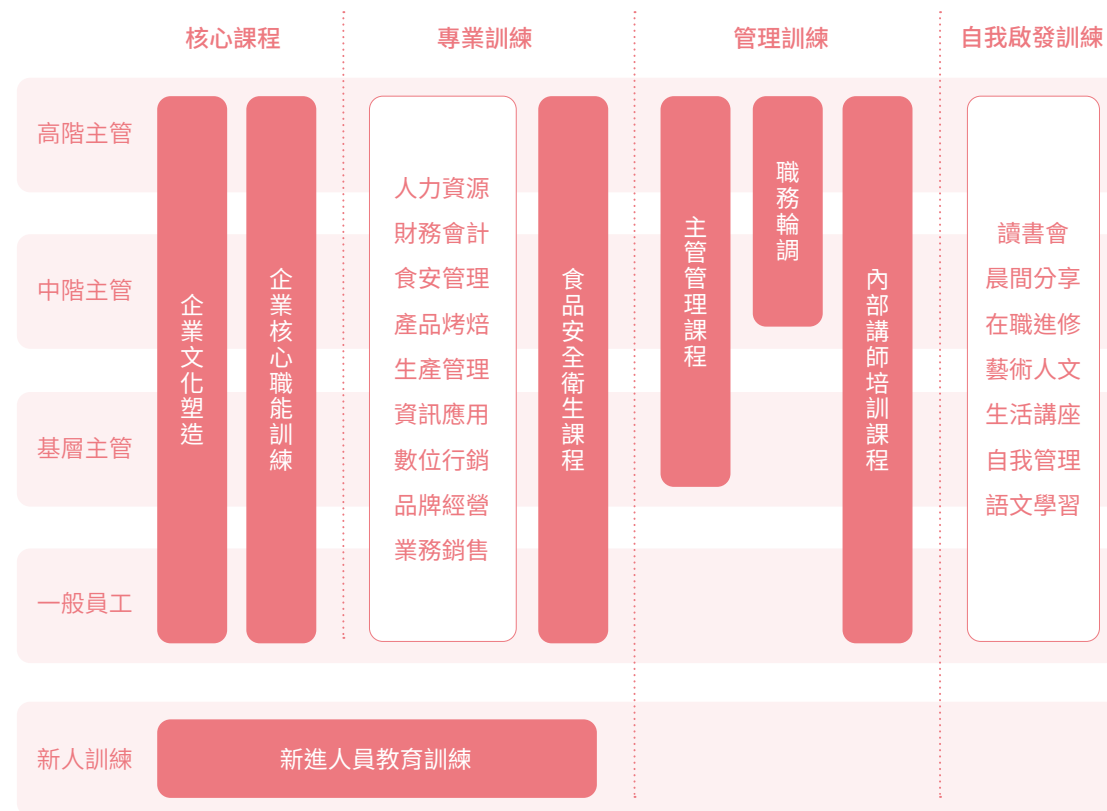 核心課程
專業訓練
管理訓練
自我啟發訓練
高階主管
中階主管
基層主管
一般員工
新人訓練
企業文化塑造
企業核心職能訓練
人力資源
財務會計
食安管理
產品烤焙
生產管理
資訊應用
數位行銷
品牌經營
業務銷售
食品安全衛生課程
主管管理課程
職務輪調
內部講師培訓課程
讀書會
晨間分享
在職進修
藝術人文
生活講座
自我管理
語文學習
新進人員教育訓練